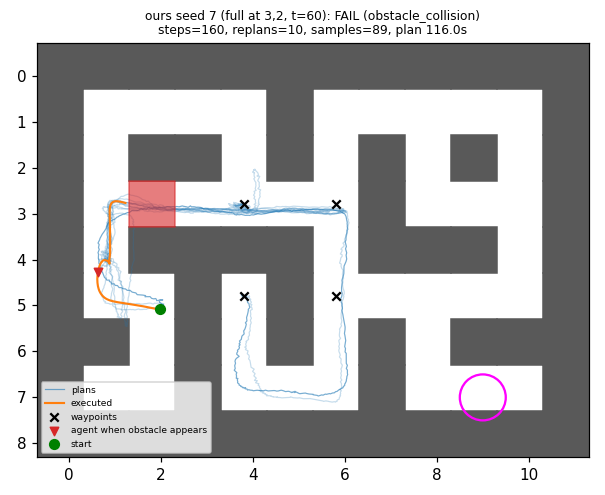 ours seed 7 (full at 3,2, t=60): FAIL (obstacle_collision)
steps=160, replans=10, samples=89, plan 116.0s
0
1
2
3
4
5
6
7
8
plans
executed
waypoints
agent when obstacle appears
start
0 2 4 6 8 10